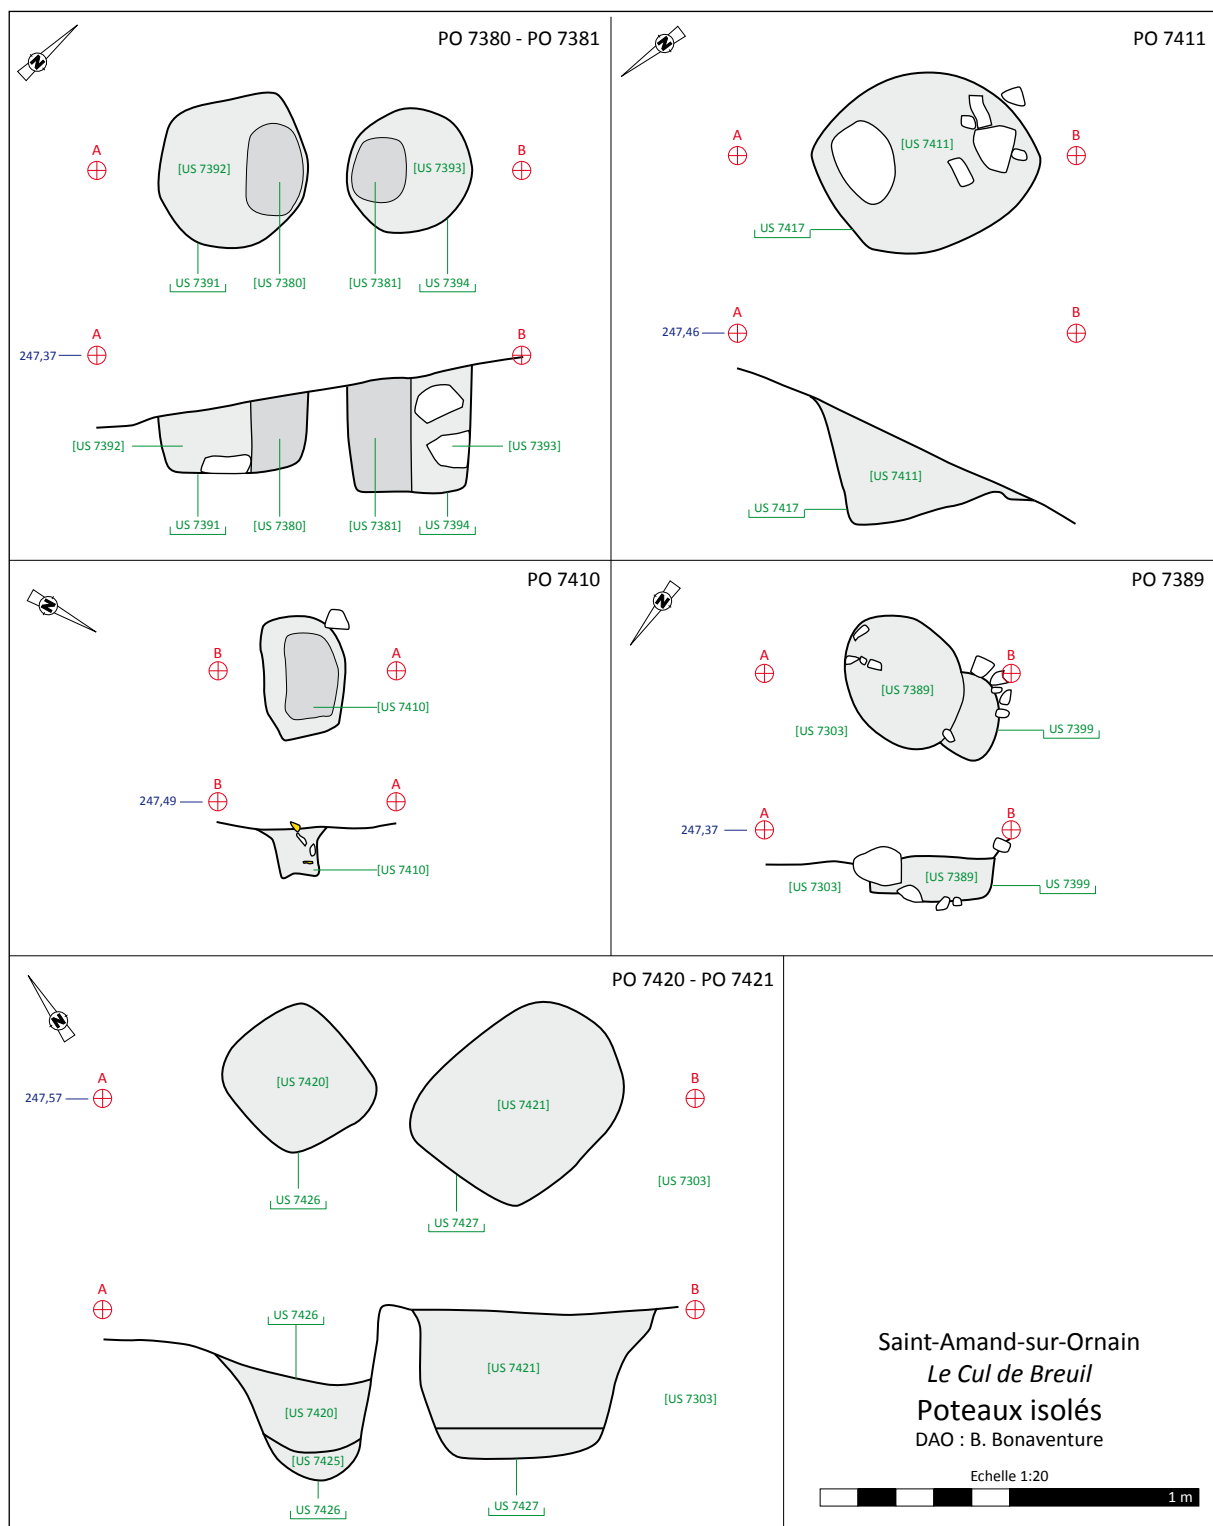 PO 7380 - PO 7381
N
A
[US 7392]
[US 7393]
B
US 7391
[US 7380]
[US 7381]
US 7394
A
B
247,37
[US 7392]
[US 7393]
US 7391
[US 7380]
[US 7381]
US 7394
PO 7411
N
A
[US 7411]
B
US 7417
A
B
247,46
[US 7411]
US 7417
PO 7410
N
B
A
[US 7410]
B
A
247,49
[US 7410]
PO 7389
N
A
B
[US 7389]
[US 7303]
US 7399
A
B
247,37
[US 7389]
[US 7303]
US 7399
PO 7420 - PO 7421
N
A
[US 7420]
B
247,57
[US 7421]
[US 7303]
US 7426
US 7427
A
B
US 7426
[US 7421]
[US 7420]
[US 7303]
[US 7425]
US 7426
US 7427
Saint-Amand-sur-Ornain
Le Cul de Breuil
Poteaux isolés
DAO : B. Bonaventure
Echelle 1:20
1 m